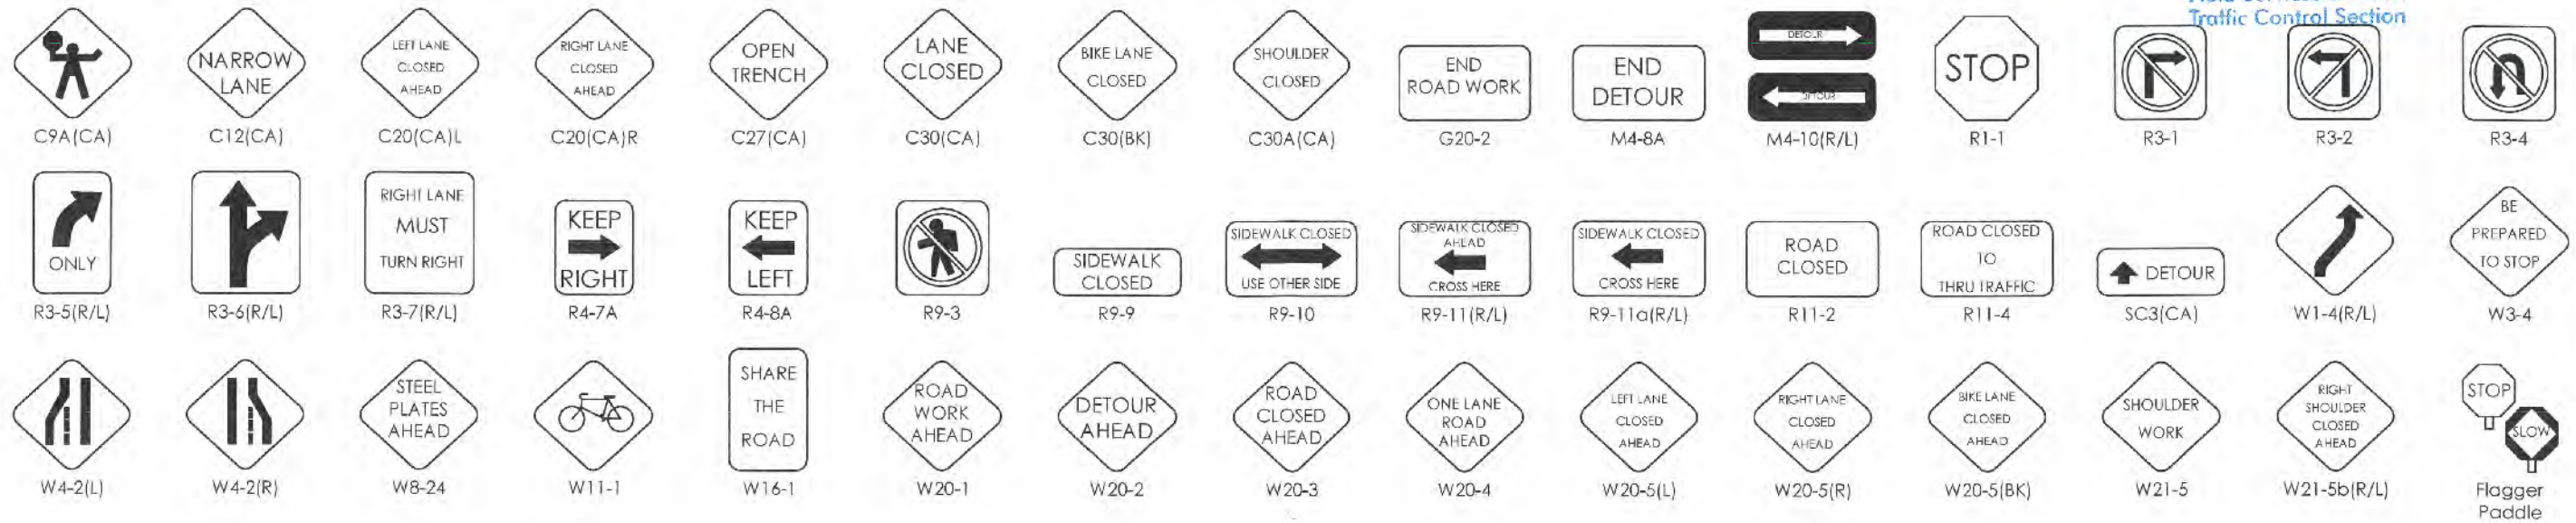 Traffic Control Section
NARROW
LANE
LEFT LANE
CLOSED
AHEAD
RIGHT LANE
CLOSED
AHEAD
OPEN
TRENCH
LANE
CLOSED
BIKE LANE
CLOSED
SHOULDER
CLOSED
END
ROAD WORK
END
DETOUR
DETOUR
DETOUR
STOP
C9A(CA)
C12(CA)
C20(CA)L
C20(CA)R
C27(CA)
C30(CA)
C30(BK)
C30A(CA)
G20-2
M4-8A
M4-10(R/L)
R1-1
R3-1
R3-2
R3-4
ONLY
RIGHT LANE
MUST
TURN RIGHT
KEEP
RIGHT
KEEP
LEFT
SIDEWALK
CLOSED
SIDEWALK CLOSED
USE OTHER SIDE
SIDEWALK CLOSED
AHEAD
CROSS HERE
SIDEWALK CLOSED
CROSS HERE
ROAD
CLOSED
ROAD CLOSED
TO
THRU TRAFFIC
DETOUR
BE
PREPARED
TO STOP
R3-5(R/L)
R3-6(R/L)
R3-7(R/L)
R4-7A
R4-8A
R9-3
R9-9
R9-10
R9-11(R/L)
R9-11a(R/L)
R11-2
R11-4
SC3(CA)
W1-4(R/L)
W3-4
STEEL
PLATES
AHEAD
SHARE
THE
ROAD
ROAD
WORK
AHEAD
DETOUR
AHEAD
ROAD
CLOSED
AHEAD
ONE LANE
ROAD
AHEAD
LEFT LANE
CLOSED
AHEAD
RIGHT LANE
CLOSED
AHEAD
BIKE LANE
CLOSED
AHEAD
SHOULDER
WORK
RIGHT
SHOULDER
CLOSED
AHEAD
STOP
SLOW
W4-2(L)
W4-2(R)
W8-24
W11-1
W16-1
W20-1
W20-2
W20-3
W20-4
W20-5(L)
W20-5(R)
W20-5(BK)
W21-5
W21-5b(R/L)
Flagger
Paddle